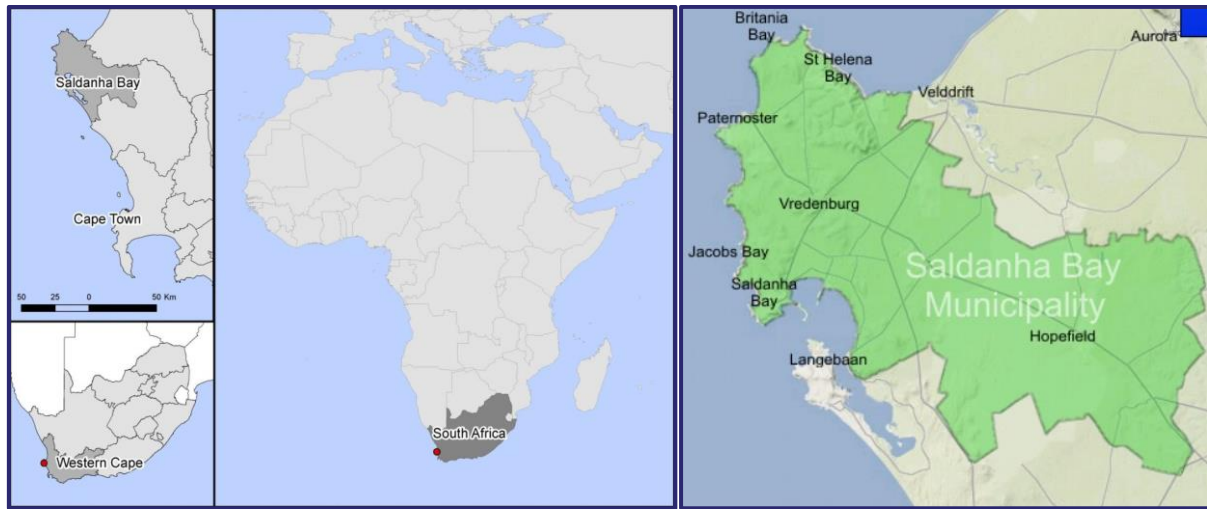 Saldanha Bay
Cape Town
50 25 0 50 Km
Western Cape
South Africa
Britania
Bay
St Helena
Bay
Aurora
Velddrift
Paternoster
Vredenburg
Jacobs Bay
Saldanha
Bay
Saldanha Bay
Municipality
Hopefield
Langebaan